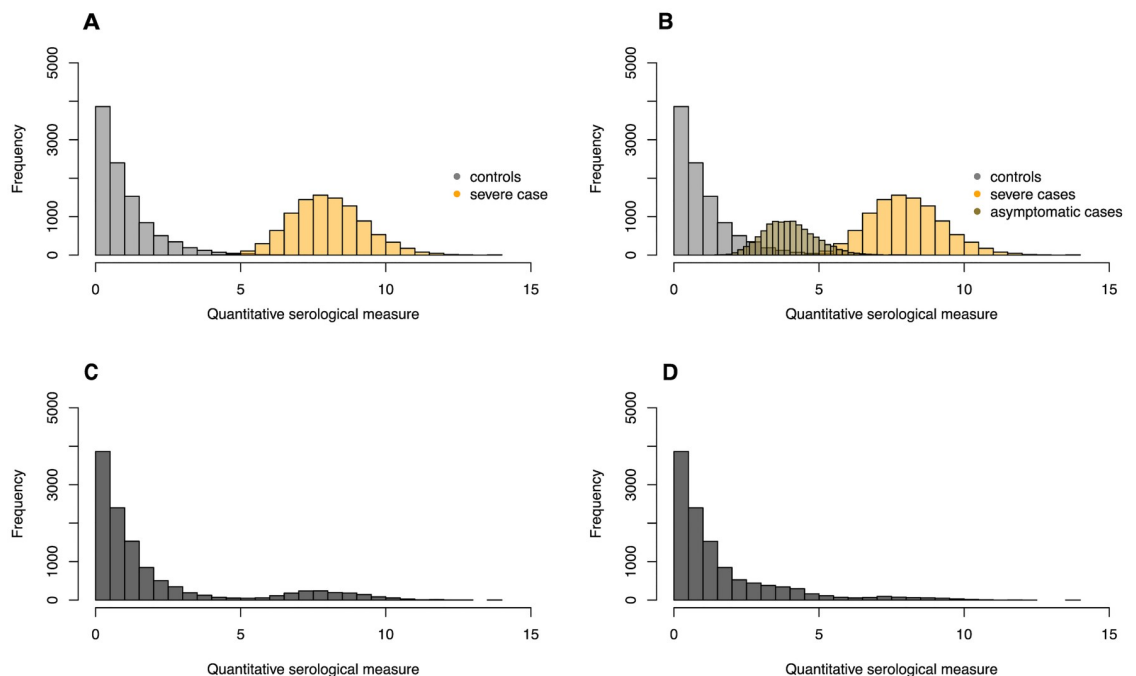 A
Frequency
5000
3000
1000
0
controls
severe case
0 5 10 15
Quantitative serological measure
B
Frequency
5000
3000
1000
0
controls
severe cases
asymptomatic cases
0 5 10 15
Quantitative serological measure
C
Frequency
5000
3000
1000
0
0 5 10 15
Quantitative serological measure
D
Frequency
5000
3000
1000
0
0 5 10 15
Quantitative serological measure